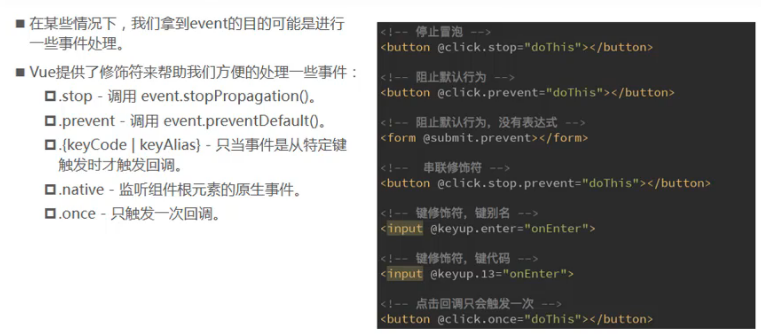 在某些情况下，我们拿到event的目的可能是进行
一些事件处理。
Vue提供了修饰符来帮助我们方便的处理一些事件：
.stop - 调用 event.stopPropagation()。
.prevent - 调用 event.preventDefault()。
.{keyCode | keyAlias} - 只当事件是从特定键
触发时才触发回调。
.native - 监听组件根元素的原生事件。
.once - 只触发一次回调。
<!-- 停止冒泡 -->
<button @click.stop="doThis"></button>
<!-- 阻止默认行为 -->
<button @click.prevent="doThis"></button>
<!-- 阻止默认行为，没有表达式 -->
<form @submit.prevent></form>
<!-- 串联修饰符 -->
<button @click.stop.prevent="doThis"></button>
<!-- 键修饰符，键别名 -->
<input @keyup.enter="onEnter">
<!-- 键修饰符，键代码 -->
<input @keyup.13="onEnter">
<!-- 点击回调只会触发一次 -->
<button @click.once="doThis"></button>